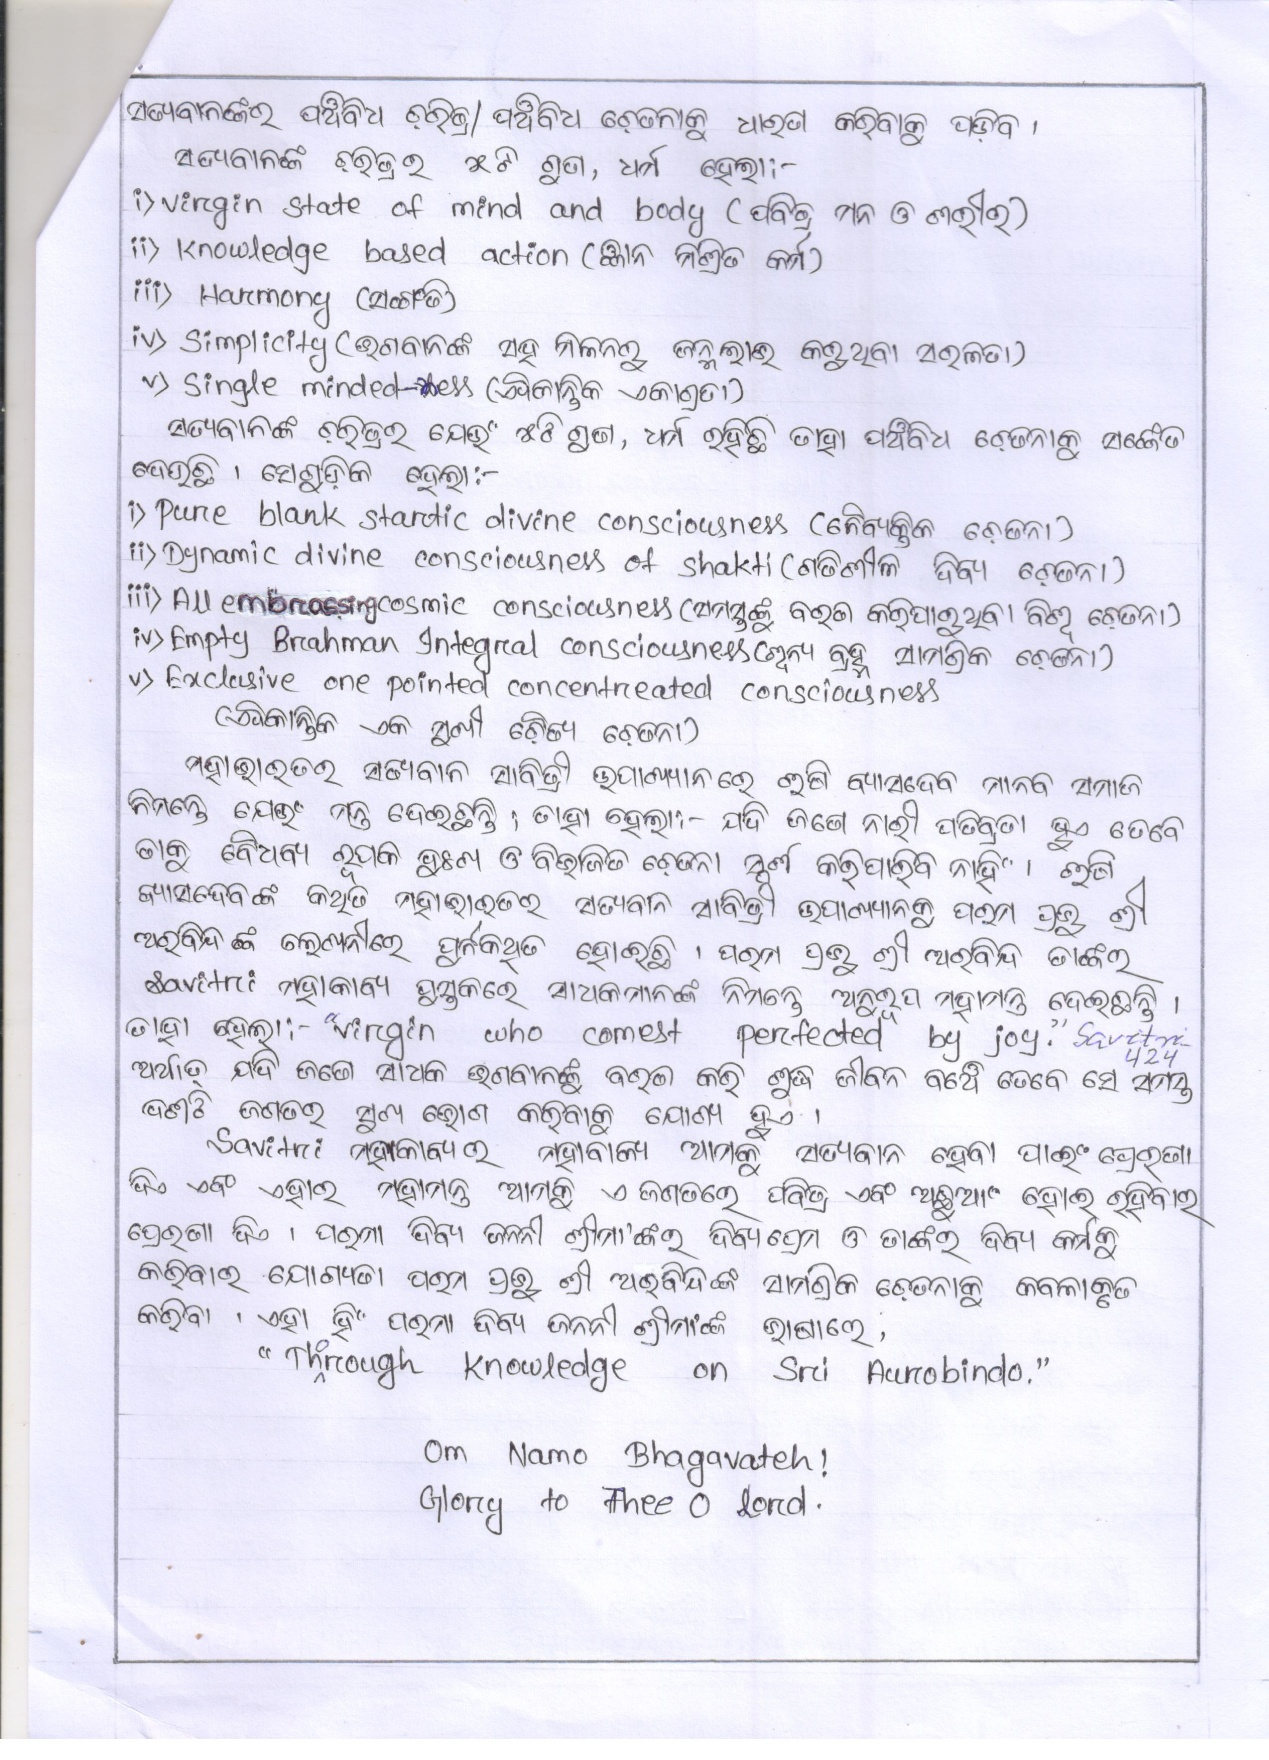 ସତ୍ୟବାନଙ୍କର ପଞ୍ଚବିଧ ଚରିତ୍ର/ ପଞ୍ଚବିଧ ଚେତନାକୁ ଧାରଣ କରିବାକୁ ପଡ଼ିବ ।
ସତ୍ୟବାନଙ୍କ ଚରିତ୍ରର ୫ଟି ଗୁଣ, ଧର୍ମ ହେଲା:-
i) Virgin state of mind and body (ପବିତ୍ର ମନ ଓ ଶରୀର)
ii) Knowledge based action (ଜ୍ଞାନ ମିଶ୍ରିତ କର୍ମ)
iii) Harmony (ସଙ୍ଗତି)
iv) Simplicity (ଭଗବାନଙ୍କ ସହ ମିଳନରୁ ଜନ୍ମଲାଭ କରୁଥିବା ସରଳତା)
v) Single minded-ness (ଐକାନ୍ତିକ ଏକାଗ୍ରତା)
ସତ୍ୟବାନଙ୍କ ଚରିତ୍ରର ଯେଉଁ ୫ଟି ଗୁଣ, ଧର୍ମ ରହିଛି ତାହା ପଞ୍ଚବିଧ ଚେତନାକୁ ସଙ୍କେତ
ଦେଉଛି । ସେଗୁଡ଼ିକ ହେଲା:-
i) Pure blank startic divine consciousness (ନୈର୍ବ୍ୟକ୍ତିକ ଚେତନା)
ii) Dynamic divine consciousness of Shakti (ଗତିଶୀଳ ଦିବ୍ୟ ଚେତନା)
iii) All embracssing cosmic consciousness (ସମସ୍ତଙ୍କୁ ବରଣ କରିପାରୁଥିବା ବିଶ୍ୱ ଚେତନା)
iv) Empty Brahman Integral consciousness (ଶୂନ୍ୟ ବ୍ରହ୍ମ ସାମଗ୍ରିକ ଚେତନା)
v) Exclusive one pointed concentreated consciousness
(ଐକାନ୍ତିକ ଏକ ମୁଖୀ ଚୈତ୍ୟ ଚେତନା)
ମହାଭାରତର ସତ୍ୟବାନ ସାବିତ୍ରୀ ଉପାଖ୍ୟାନରେ ଋଷି ବ୍ୟାସଦେବ ମାନବ ସମାଜ
ନିମନ୍ତେ ଯେଉଁ ମନ୍ତ୍ର ଦେଇଛନ୍ତି ; ତାହା ହେଲା:- ଯଦି ଜଣେ ନାରୀ ପତିବ୍ରତା ହୁଏ ତେବେ
ତାକୁ ବୈଧବ୍ୟ ରୂପକ ଦୁଃଖ ଓ ବିଭାଜିତ ଚେତନା ସ୍ପର୍ଶ କରିପାରିବ ନାହିଁ । ଋଷି
ବ୍ୟାସଦେବଙ୍କ କଥିତ ମହାଭାରତର ସତ୍ୟବାନ ସାବିତ୍ରୀ ଉପାଖ୍ୟାନକୁ ପରମ ପ୍ରଭୁ ଶ୍ରୀ
ଅରବିନ୍ଦଙ୍କ ଲେଖନୀରେ ପୁର୍ନକଥିତ ହୋଇଛି । ପରମ ପ୍ରଭୁ ଶ୍ରୀ ଅରବିନ୍ଦ ତାଙ୍କର
Savitri ମହାକାବ୍ୟ ପୁସ୍ତକରେ ସାଧକମାନଙ୍କ ନିମନ୍ତେ ଅନୁରୂପ ମହାମନ୍ତ୍ର ଦେଇଛନ୍ତି ।
ତାହା ହେଲା:- "Virgin who comest perfected by joy." Savitri-
424
ଅର୍ଥାତ୍ ଯଦି ଜଣେ ସାଧକ ଭଗବାନଙ୍କୁ ବରଣ କରି ଶୁଦ୍ଧ ଜୀବନ ବଞ୍ଚେ ତେବେ ସେ ସମସ୍ତ
ଜଗତର ସୁଖ ଭୋଗ କରିବାକୁ ଯୋଗ୍ୟ ହୁଏ ।
Savitri ମହାକାବ୍ୟର ମହାବାକ୍ୟ ଆମକୁ ସତ୍ୟବାନ ହେବା ପାଇଁ ପ୍ରେରଣା
ଦିଏ ଏବଂ ଏହାର ମହାମନ୍ତ୍ର ଆମକୁ ଏ ଜଗତରେ ପବିତ୍ର ଏବଂ ଅଛୁଆଁ ହୋଇ ରହିବାର
ପ୍ରେରଣା ଦିଏ । ପରମା ଦିବ୍ୟ ଜନନୀ ଶ୍ରୀମା'ଙ୍କର ଦିବ୍ୟପ୍ରେମ ଓ ତାଙ୍କର ଦିବ୍ୟ କର୍ମକୁ
କରିବାର ଯୋଗ୍ୟତା ପରମ ପ୍ରଭୁ ଶ୍ରୀ ଅରବିନ୍ଦଙ୍କ ସାମଗ୍ରିକ ଚେତନାକୁ କବଳୀକୃତ
କରିବା । ଏହା ହିଁ ପରମା ଦିବ୍ୟ ଜନନୀ ଶ୍ରୀମାଁଙ୍କ ଭାଷାରେ ;
"Through Knowledge on Sri Aurobindo."
Om Namo Bhagavateh!
Glory to Thee O Lord.